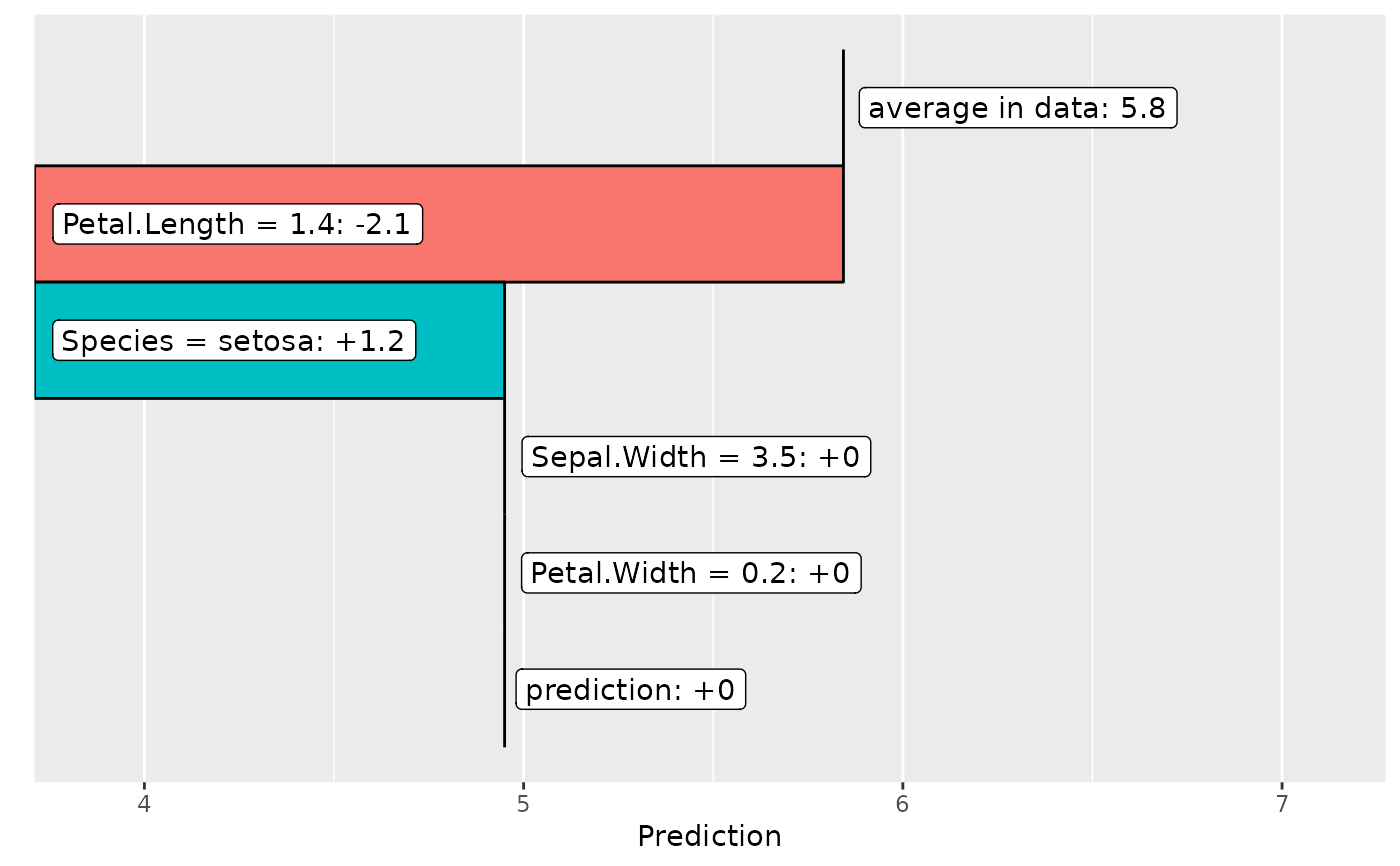 average in data: 5.8
Petal.Length = 1.4: -2.1
Species = setosa: +1.2
Sepal.Width = 3.5: +0
Petal.Width = 0.2: +0
prediction: +0
4 5 6 7
Prediction